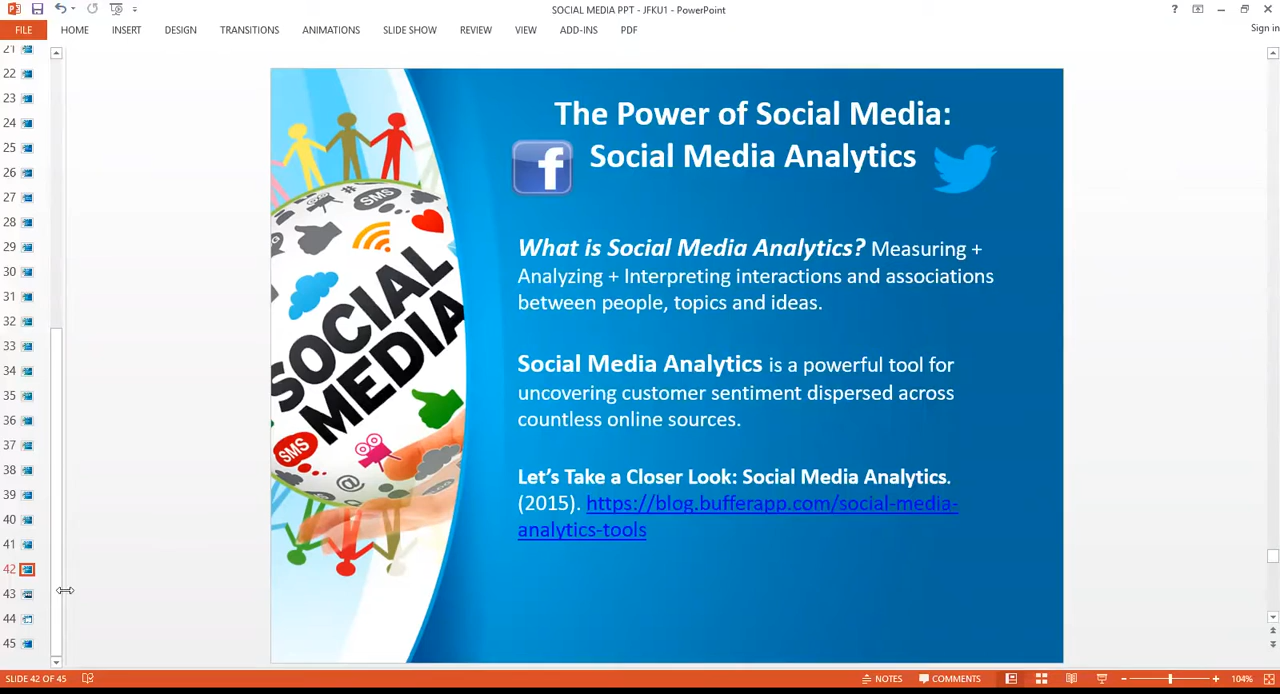 SOCIAL MEDIA PPT - JFKU1 - PowerPoint
?
FILE HOME INSERT DESIGN TRANSITIONS ANIMATIONS SLIDE SHOW REVIEW VIEW ADD-INS PDF
Sign in
21
22
23
24
25
26
27
28
29
30
31
32
33
34
35
36
37
38
39
40
41
42
43
44
45
The Power of Social Media:
Social Media Analytics
f
What is Social Media Analytics? Measuring +
Analyzing + Interpreting interactions and associations
between people, topics and ideas.
Social Media Analytics is a powerful tool for
uncovering customer sentiment dispersed across
countless online sources.
Let’s Take a Closer Look: Social Media Analytics.
(2015). https://blog.bufferapp.com/social-media-
analytics-tools
#
SMS
SOCIAL
MEDIA
SMS
@
SLIDE 42 OF 45
NOTES COMMENTS 104%